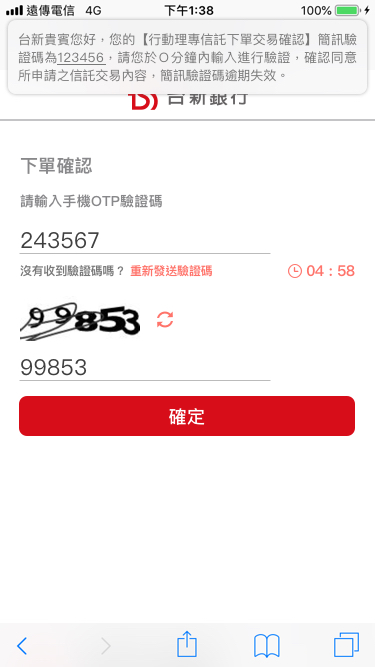 遠傳電信 4G 下午1:38 100%
台新貴賓您好，您的【行動理專信託下單交易確認】簡訊驗
證碼為123456，請您於０分鐘內輸入進行驗證，確認同意
所申請之信託交易內容，簡訊驗證碼逾期失效。
台新銀行
下單確認
請輸入手機OTP驗證碼
243567
沒有收到驗證碼嗎？ 重新發送驗證碼 04 : 58
99853
99853
確定